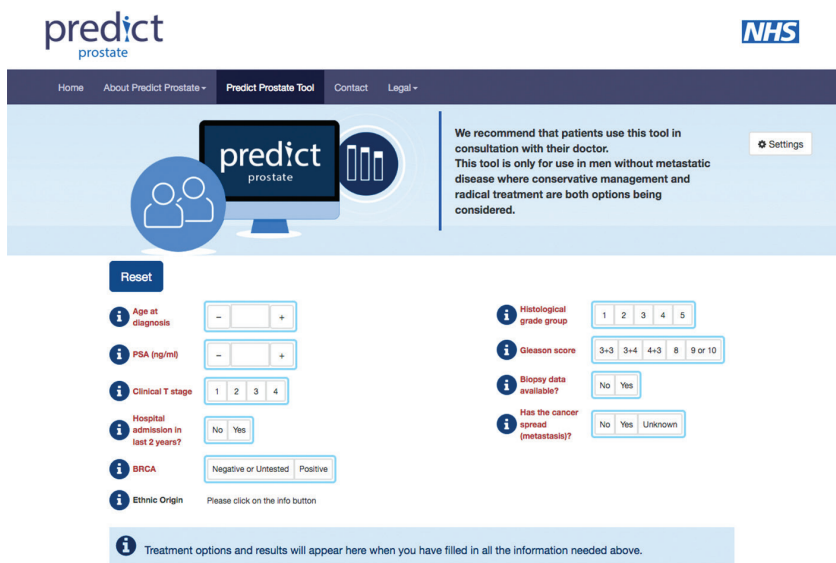 predict
prostate
NHS
Home About Predict Prostate Predict Prostate Tool Contact Legal
predict
prostate
We recommend that patients use this tool in
consultation with their doctor.
This tool is only for use in men without metastatic
disease where conservative management and
radical treatment are both options being
considered.
Settings
Reset
Age at
diagnosis
– +
PSA (ng/ml)
– +
Clinical T stage
1 2 3 4
Hospital
admission in
last 2 years?
No Yes
BRCA
Negative or Untested Positive
Ethnic Origin
Please click on the info button
Histological
grade group
1 2 3 4 5
Gleason score
3+3 3+4 4+3 8 9 or 10
Biopsy data
available?
No Yes
Has the cancer
spread
(metastasis)?
No Yes Unknown
Treatment options and results will appear here when you have filled in all the information needed above.